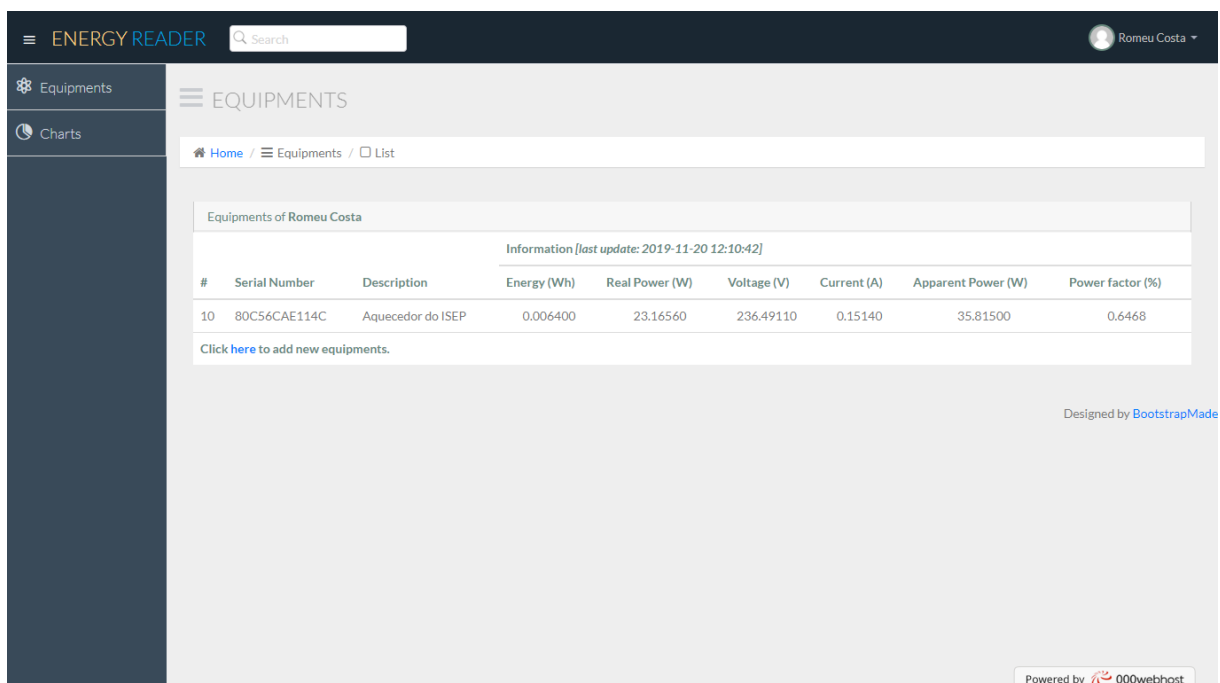 ENERGY READER Search Romeu Costa
Equipments
Charts
EQUIPMENTS
Home / Equipments / List
Equipments of Romeu Costa
Information [last update: 2019-11-20 12:10:42]
# Serial Number Description Energy (Wh) Real Power (W) Voltage (V) Current (A) Apparent Power (W) Power factor (%)
10 80C56CAE114C Aquecedor do ISEP 0.006400 23.16560 236.49110 0.15140 35.81500 0.6468
Click here to add new equipments.
Designed by BootstrapMade
Powered by 000webhost